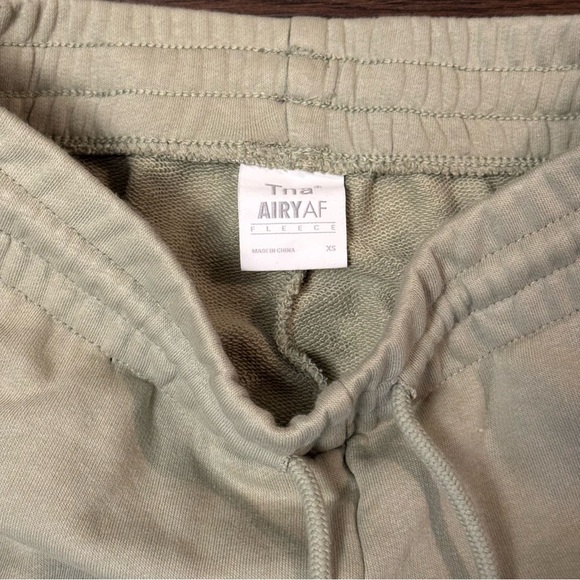 Tna+
AIRYAF
FLEECE
MADE IN CHINA XS